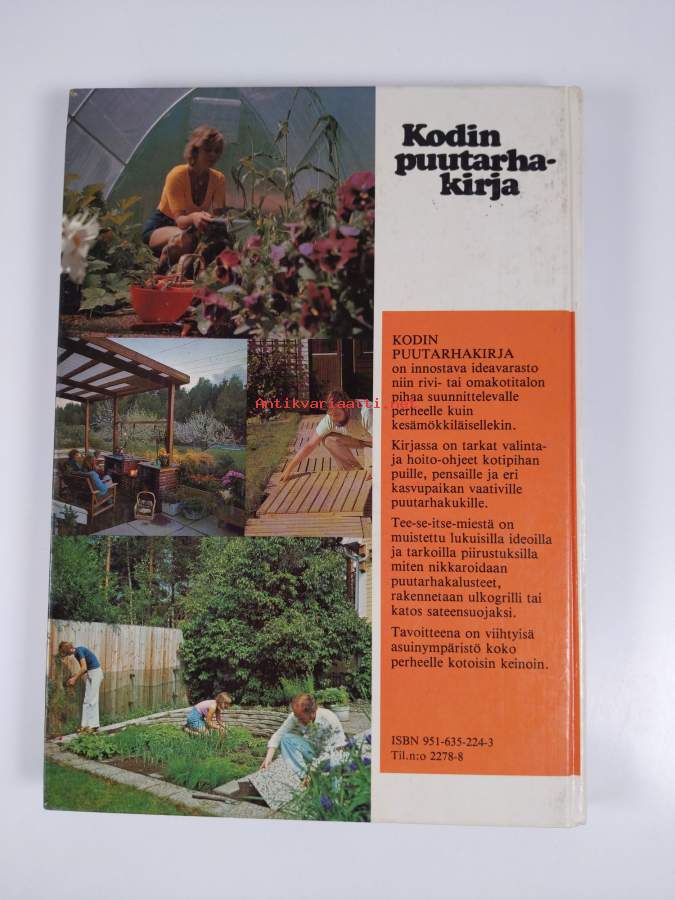 Kodin
puutarha-
kirja
KODIN
PUUTARHAKIRJA
on innostava ideavarasto
niin rivi- tai omakotitalon
pihaa suunnittelevalle
perheelle kuin
kesämökkiläisellekin.
Kirjassa on tarkat valinta-
ja hoito-ohjeet kotipihan
puille, pensaille ja eri
kasvupaikan vaativille
puutarhakukille.
Tee-se-itse-miestä on
muistettu lukuisilla ideoilla
ja tarkoilla piirustuksilla
miten nikkaroidaan
puutarhakalusteet,
rakennetaan ulkogrilli tai
katos sateensuojaksi.
Tavoitteena on viihtyisä
asuinympäristö koko
perheelle kotoisin keinoin.
ISBN 951-635-224-3
Til.n:o 2278-8
Antikvariaatti.net